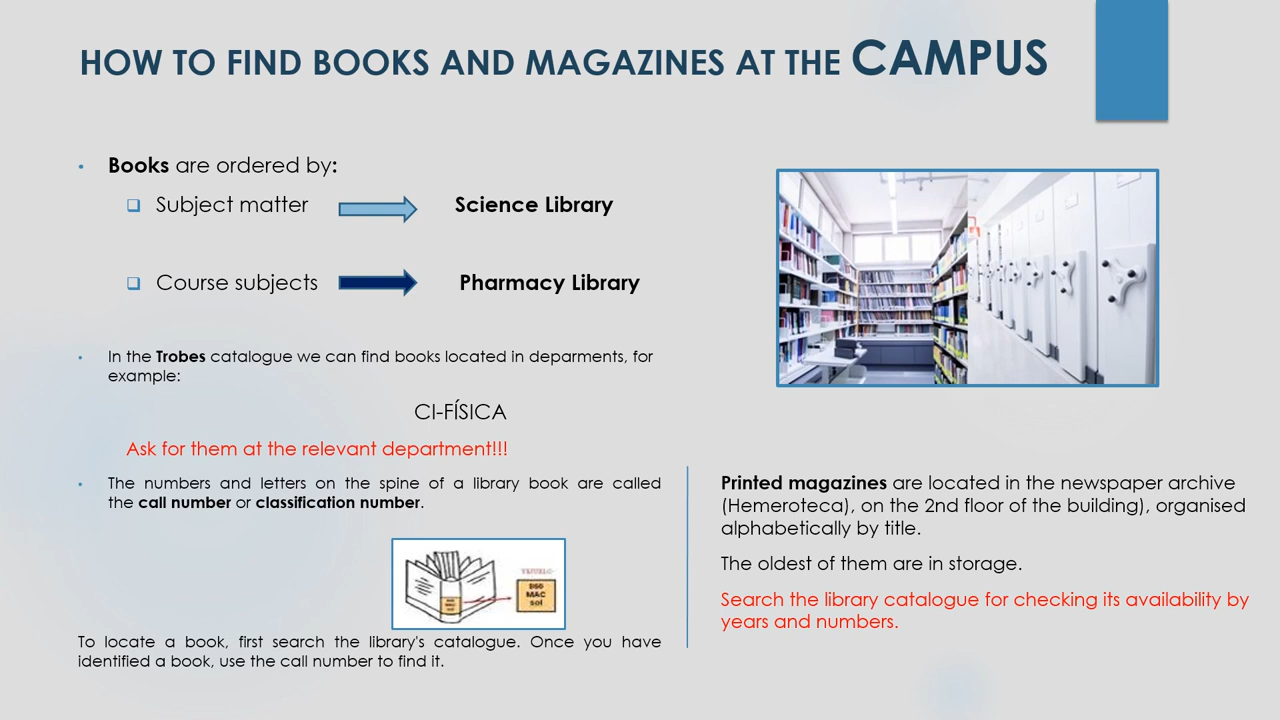 HOW TO FIND BOOKS AND MAGAZINES AT THE CAMPUS
• Books are ordered by:
❑ Subject matter
Science Library
❑ Course subjects
Pharmacy Library
• In the Trobes catalogue we can find books located in deparments, for
example:
CI-FÍSICA
Ask for them at the relevant department!!!
• The numbers and letters on the spine of a library book are called
the call number or classification number.
MAC
sol
To locate a book, first search the library's catalogue. Once you have
identified a book, use the call number to find it.
Printed magazines are located in the newspaper archive
(Hemeroteca), on the 2nd floor of the building), organised
alphabetically by title.
The oldest of them are in storage.
Search the library catalogue for checking its availability by
years and numbers.